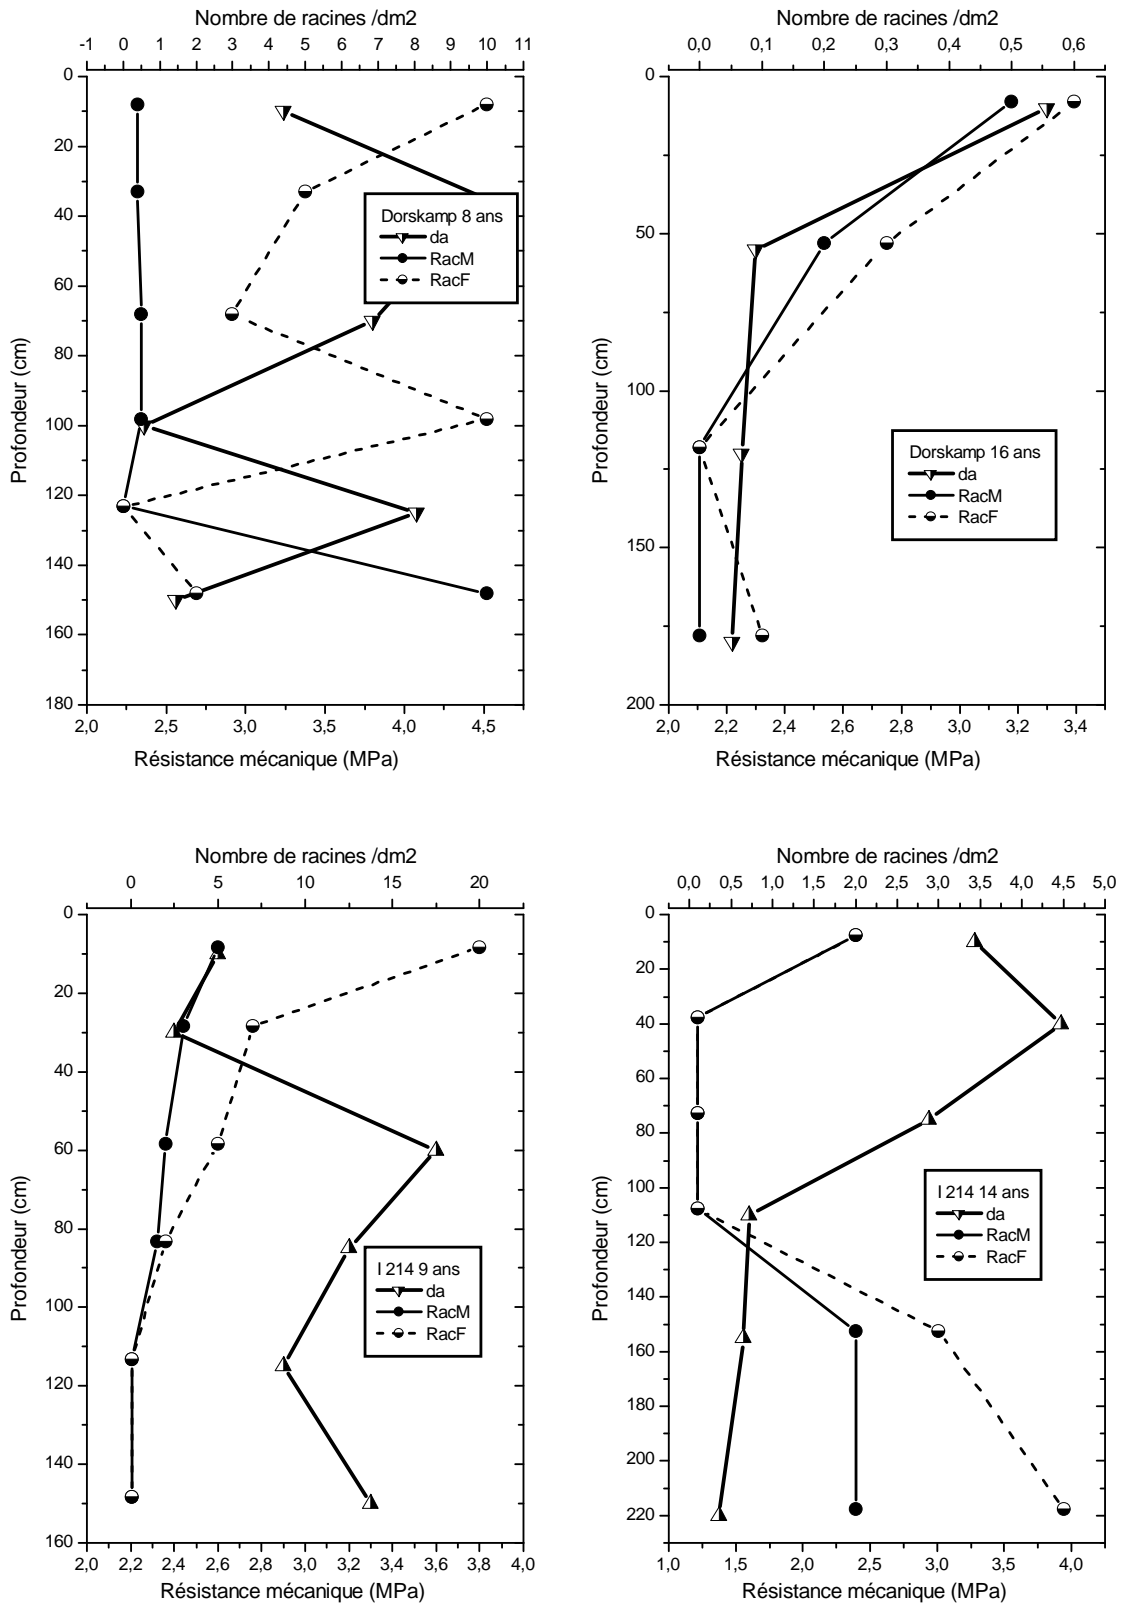 Nombre de racines /dm2
-1 0 1 2 3 4 5 6 7 8 9 10 11
0
20
40
60
80
100
120
140
160
180
Profondeur (cm)
Dorskamp 8 ans
da
RacM
RacF
2,0 2,5 3,0 3,5 4,0 4,5
Résistance mécanique (MPa)
Nombre de racines /dm2
0,0 0,1 0,2 0,3 0,4 0,5 0,6
0
50
100
150
200
Profondeur (cm)
Dorskamp 16 ans
da
RacM
RacF
2,0 2,2 2,4 2,6 2,8 3,0 3,2 3,4
Résistance mécanique (MPa)
Nombre de racines /dm2
0 5 10 15 20
0
20
40
60
80
100
120
140
160
Profondeur (cm)
I 214 9 ans
da
RacM
RacF
2,0 2,2 2,4 2,6 2,8 3,0 3,2 3,4 3,6 3,8 4,0
Résistance mécanique (MPa)
Nombre de racines /dm2
0,0 0,5 1,0 1,5 2,0 2,5 3,0 3,5 4,0 4,5 5,0
0
20
40
60
80
100
120
140
160
180
200
220
Profondeur (cm)
I 214 14 ans
da
RacM
RacF
1,0 1,5 2,0 2,5 3,0 3,5 4,0
Résistance mécanique (MPa)